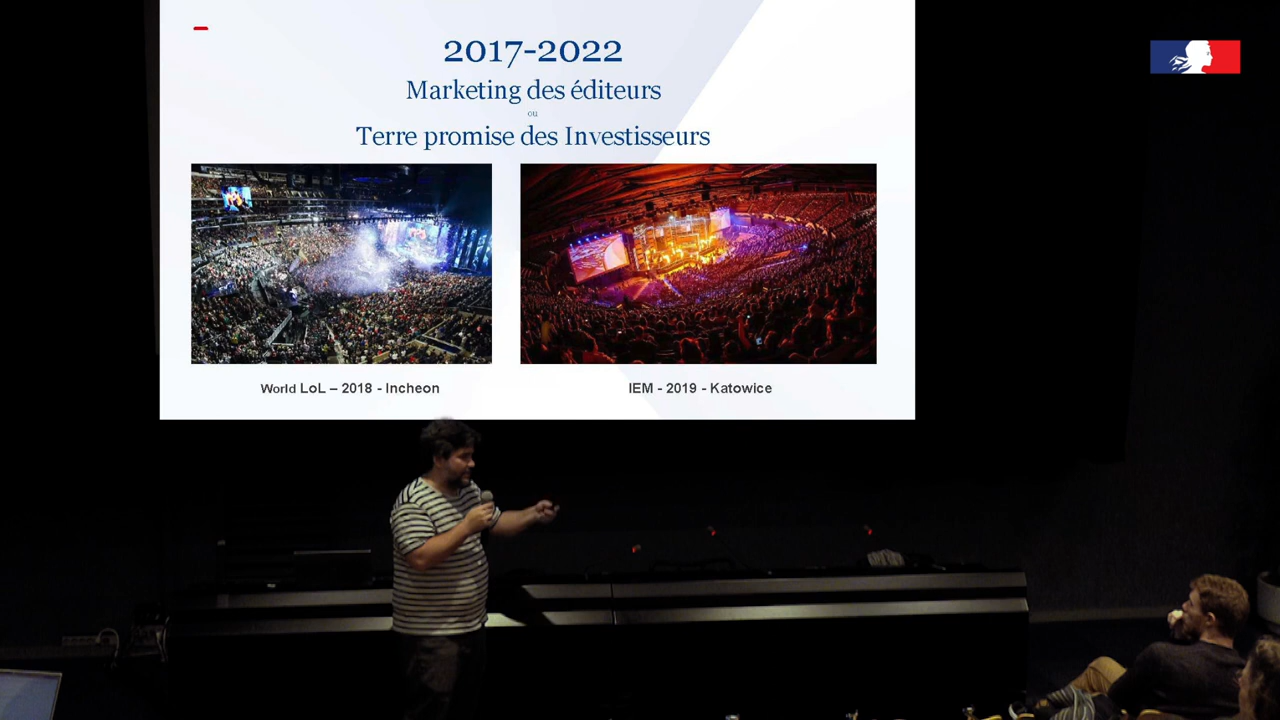 2017-2022
Marketing des éditeurs
ou
Terre promise des Investisseurs
World LoL – 2018 - Incheon
IEM - 2019 - Katowice